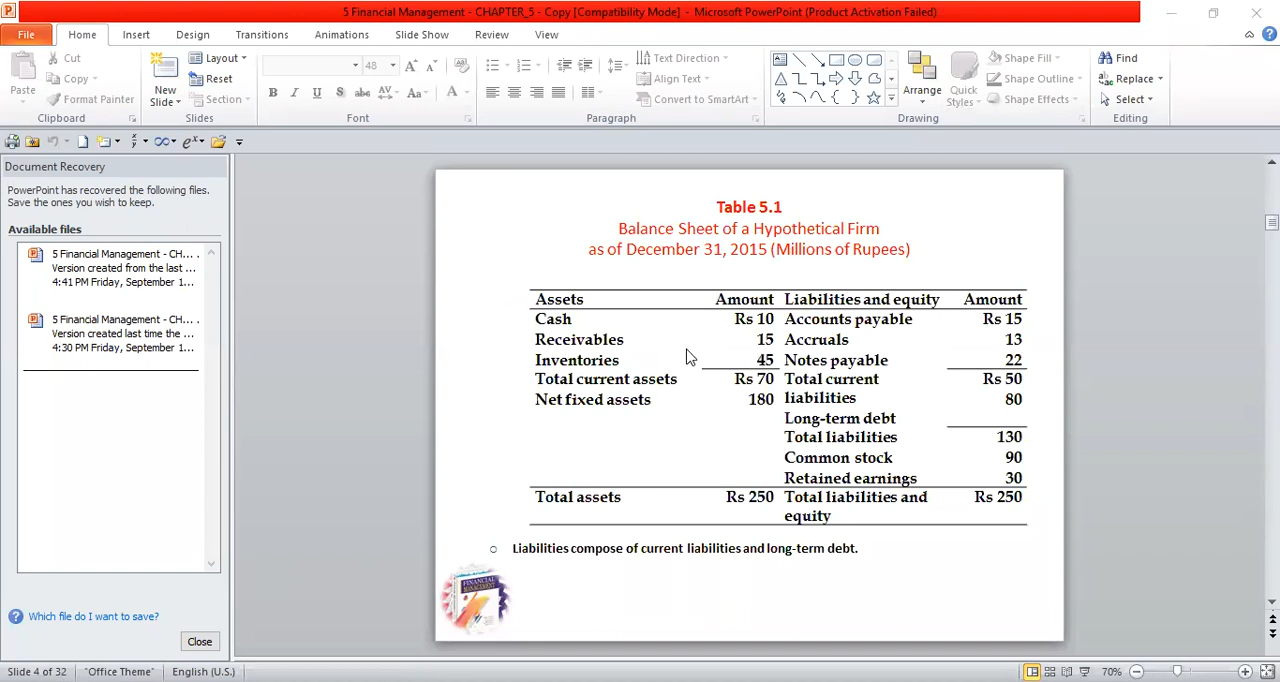 5 Financial Management - CHAPTER_5 - Copy [Compatibility Mode] - Microsoft PowerPoint (Product Activation Failed)
File Home Insert Design Transitions Animations Slide Show Review View
Paste
Cut
Copy
Format Painter
Clipboard
New Slide
Layout
Reset
Section
Slides
48
B I U S abc AV Aa A
Font
Text Direction
Align Text
Convert to SmartArt
Paragraph
Arrange
Quick Styles
Shape Fill
Shape Outline
Shape Effects
Drawing
Find
Replace
Select
Editing
Document Recovery
PowerPoint has recovered the following files.
Save the ones you wish to keep.
Available files
5 Financial Management - CH...
Version created from the last ...
4:41 PM Friday, September 1...
5 Financial Management - CH...
Version created last time the ...
4:30 PM Friday, September 1...
Which file do I want to save?
Close
Table 5.1
Balance Sheet of a Hypothetical Firm
as of December 31, 2015 (Millions of Rupees)
Assets Amount Liabilities and equity Amount
Cash Rs 10 Accounts payable Rs 15
Receivables 15 Accruals 13
Inventories 45 Notes payable 22
Total current assets Rs 70 Total current Rs 50
Net fixed assets 180 liabilities 80
Long-term debt
Total liabilities 130
Common stock 90
Retained earnings 30
Total assets Rs 250 Total liabilities and Rs 250
equity
Liabilities compose of current liabilities and long-term debt.
FINANCIAL
MANAGEMENT
Slide 4 of 32 "Office Theme" English (U.S.) 70%